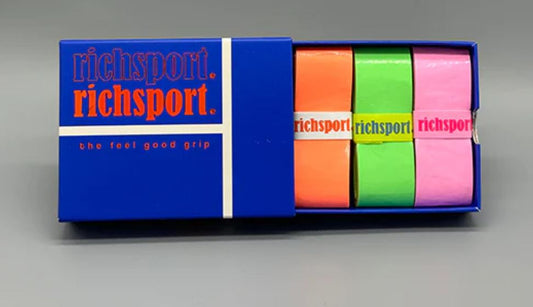 richsport.
richsport.
the feel good grip
richsport.
richsport.
richsport